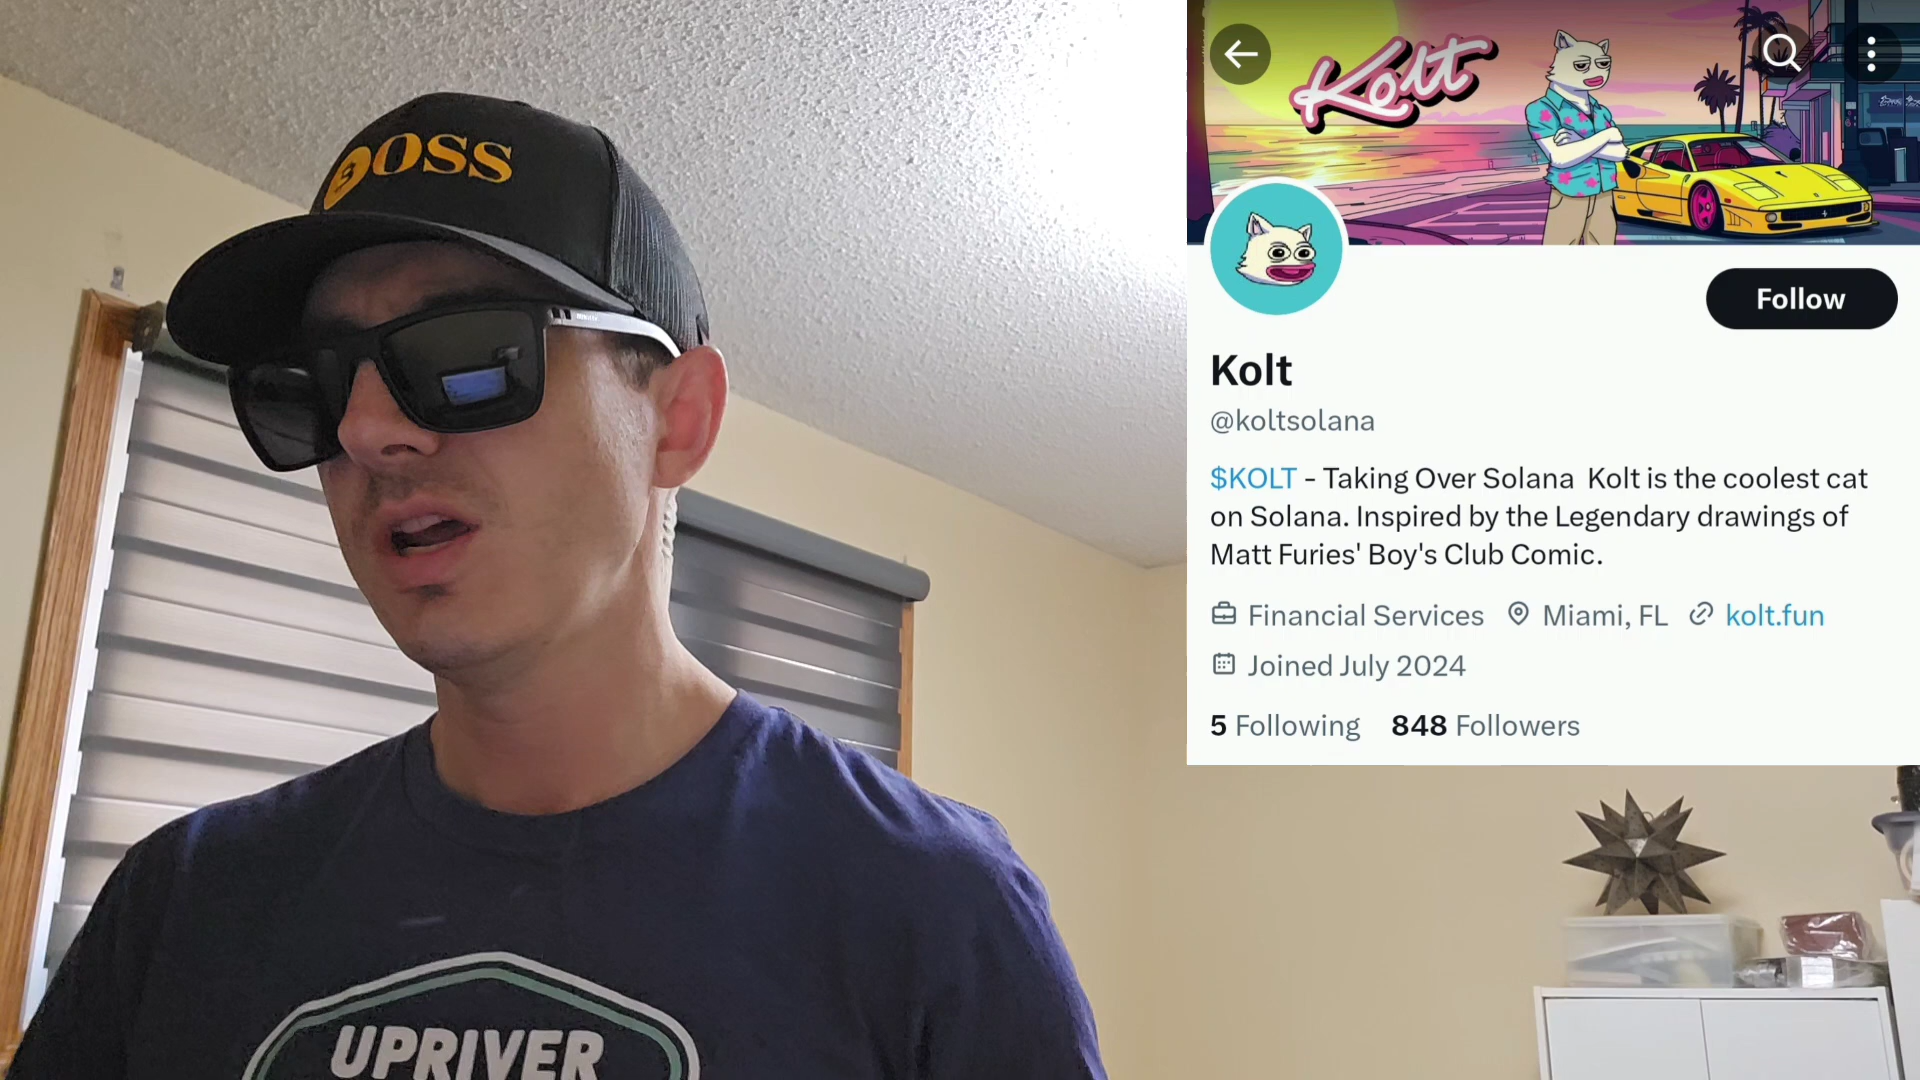 BOSS
UPRIVER
Kolt
Follow
Kolt
@koltsolana
$KOLT - Taking Over Solana Kolt is the coolest cat
on Solana. Inspired by the Legendary drawings of
Matt Furies' Boy's Club Comic.
Financial Services Miami, FL kolt.fun
Joined July 2024
5 Following 848 Followers